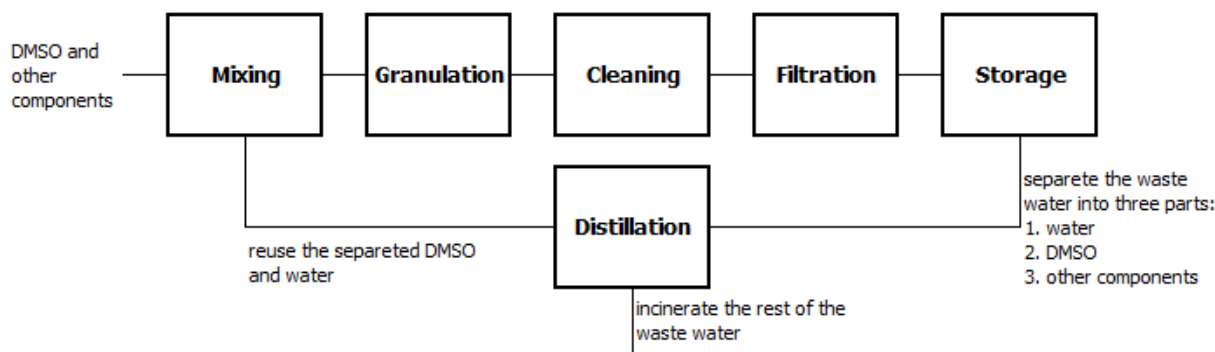 DMSO and
other
components
Mixing
Granulation
Cleaning
Filtration
Storage
Distillation
separete the waste
water into three parts:
1. water
2. DMSO
3. other components
reuse the separeted DMSO
and water
incinerate the rest of the
waste water